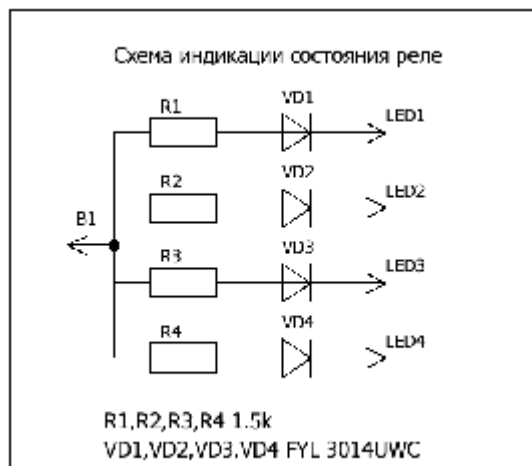 Схема индикации состояния реле
R1
VD1
LED1
R2
VD2
LED2
B1
R3
VD3
LED3
R4
VD4
LED4
R1,R2,R3,R4 1.5k
VD1,VD2,VD3.VD4 FYL 3014UWC